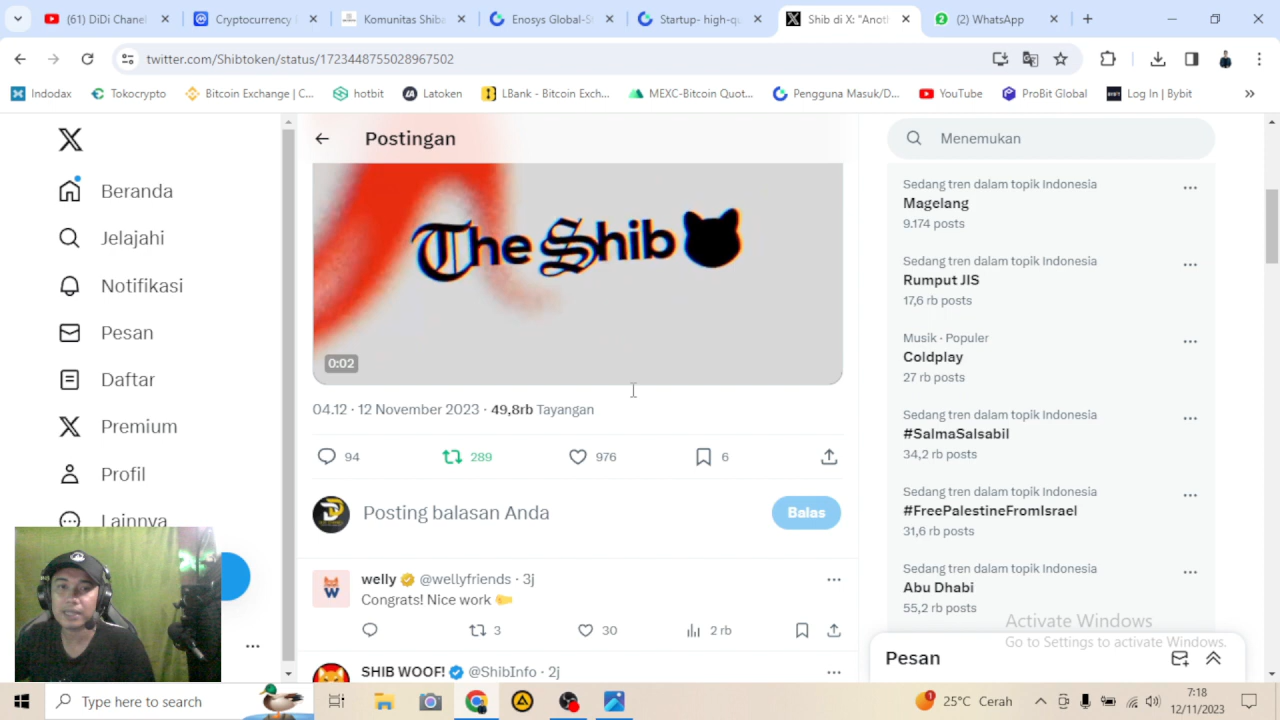 (61) DiDi Chanel
Cryptocurrency
Komunitas Shiba
Enosys Global-S
Startup- high-qu
Shib di X: "Anoth
(2) WhatsApp
twitter.com/Shibtoken/status/1723448755028967502
Indodax
Tokocrypto
Bitcoin Exchange | C...
hotbit
Latoken
LBank - Bitcoin Exch...
MEXC-Bitcoin Quot...
Pengguna Masuk/D...
YouTube
ProBit Global
Log In | Bybit
Beranda
Jelajahi
Notifikasi
Pesan
Daftar
Premium
Profil
Lainnya
Postingan
The Shib
0:02
04.12 · 12 November 2023 · 49,8rb Tayangan
94 289 976 6
Posting balasan Anda
Balas
welly @wellyfriends · 3j
Congrats! Nice work
3 30 2 rb
SHIB WOOF! @ShibInfo · 2j
Menemukan
Sedang tren dalam topik Indonesia
Magelang
9.174 posts
Sedang tren dalam topik Indonesia
Rumput JIS
17,6 rb posts
Musik · Populer
Coldplay
27 rb posts
Sedang tren dalam topik Indonesia
#SalmaSalsabil
34,2 rb posts
Sedang tren dalam topik Indonesia
#FreePalestineFromIsrael
31,6 rb posts
Sedang tren dalam topik Indonesia
Abu Dhabi
55,2 rb posts
Activate Windows
Go to Settings to activate Windows.
Pesan
Type here to search
25°C Cerah
7:18
12/11/2023